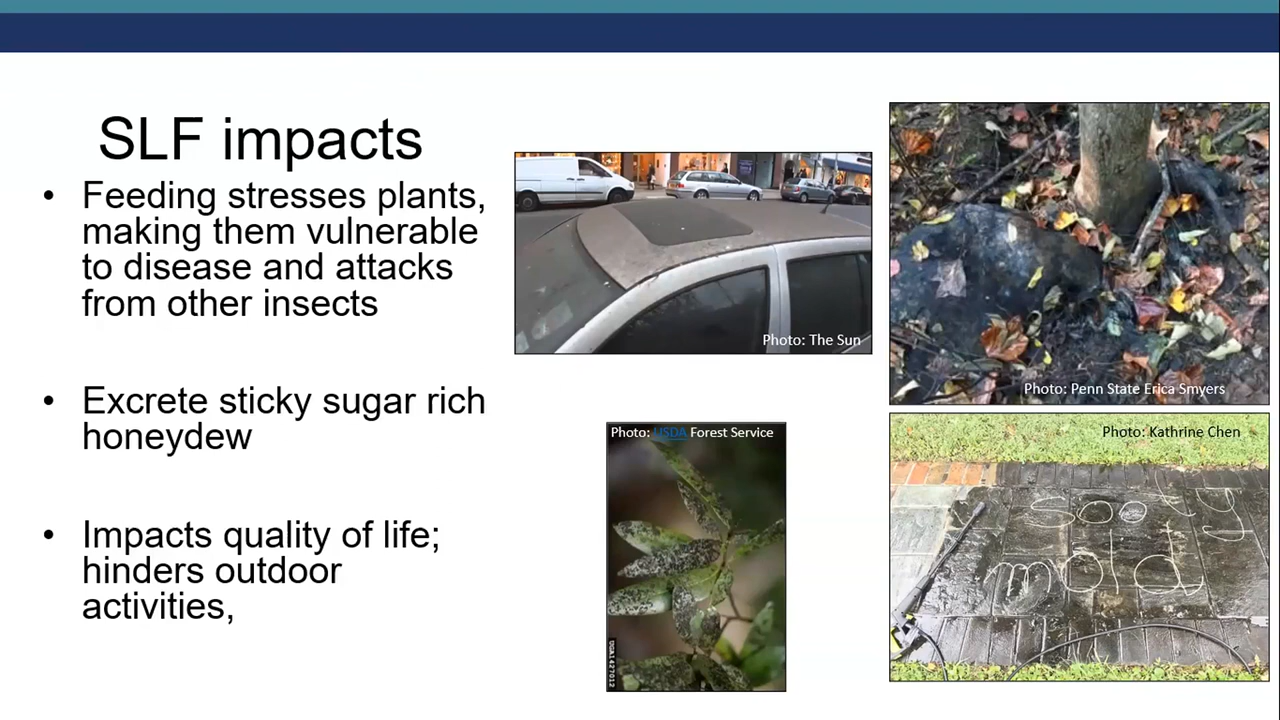 SLF impacts
• Feeding stresses plants,
making them vulnerable
to disease and attacks
from other insects
• Excrete sticky sugar rich
honeydew
• Impacts quality of life;
hinders outdoor
activities,
Photo: The Sun
Photo: Penn State Erica Smyers
Photo: USDA Forest Service
UGA1427012
Photo: Kathrine Chen
Sooty
mold